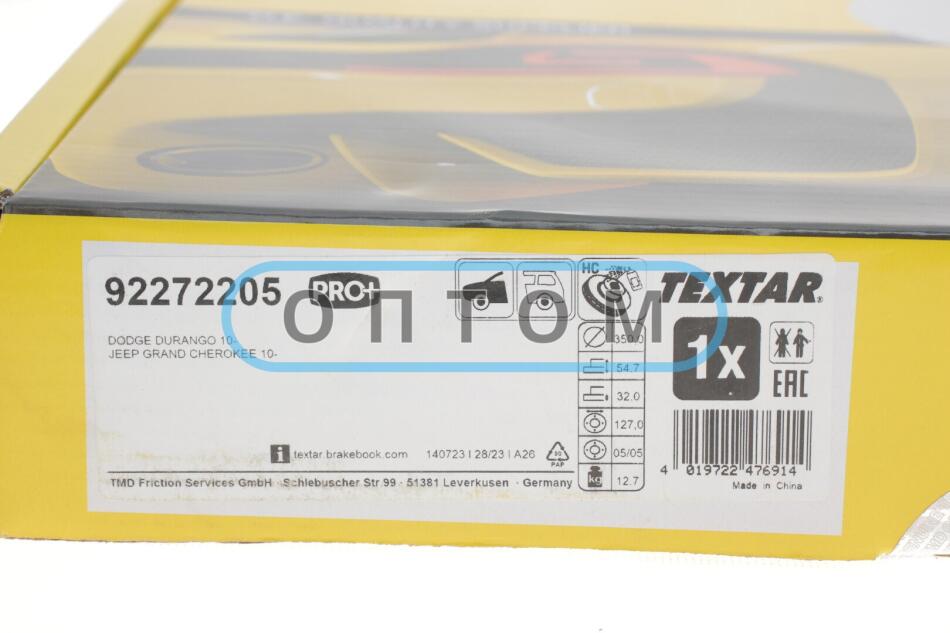 92272205 PRO+
HC
TEXTAR®
DODGE DURANGO 10-
JEEP GRAND CHEROKEE 10-
ОПТОМ
350,0
54.7
32.0
127,0
05/05
kg 12.7
1x
EAC
i textar.brakebook.com 140723 | 28/23 | A26
PAP
TMD Friction Services GmbH · Schlebuscher Str.99 · 51381 Leverkusen · Germany
4 019722 476914
Made in China